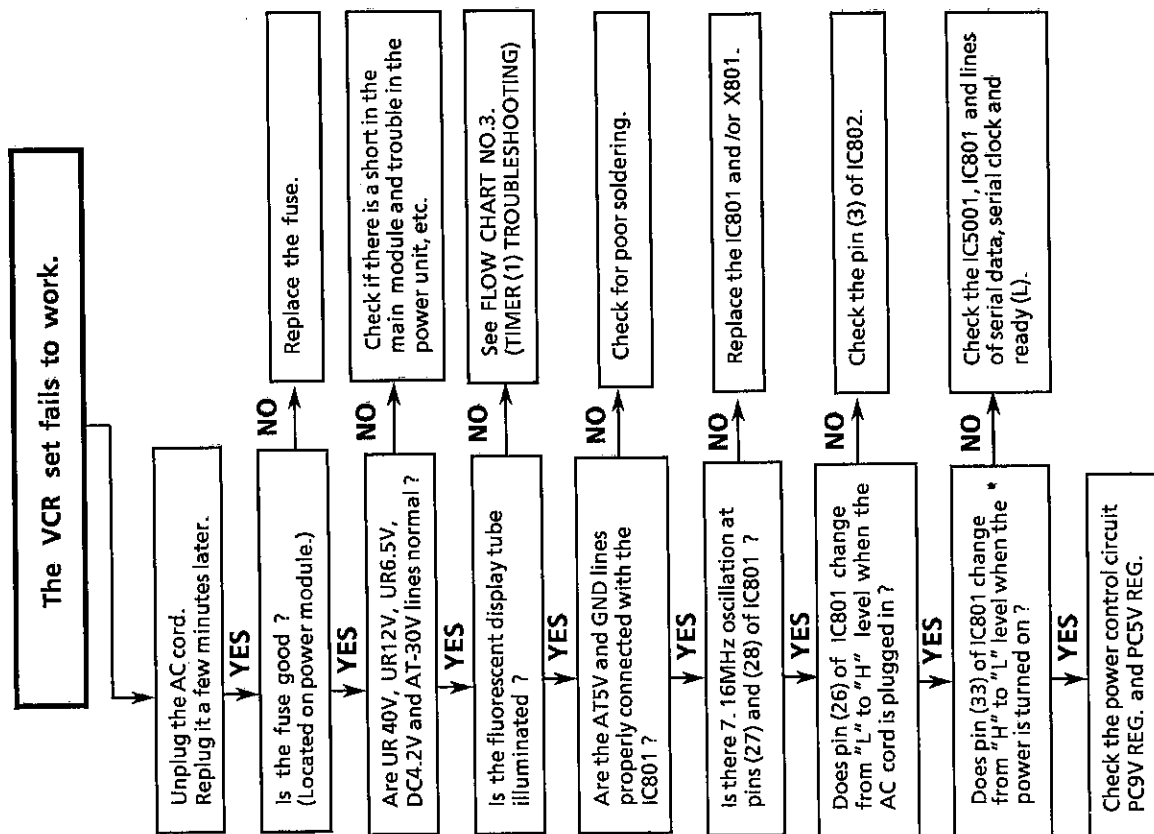 The VCR set fails to work.
Unplug the AC cord.
Replug it a few minutes later.
YES
Is the fuse good ?
(Located on power module.)
NO
Replace the fuse.
YES
Are UR 40V, UR12V, UR6.5V,
DC4.2V and AT-30V lines normal ?
NO
Check if there is a short in the
main module and trouble in the
power unit, etc.
YES
Is the fluorescent display tube
illuminated ?
NO
See FLOW CHART NO.3.
(TIMER (1) TROUBLESHOOTING)
YES
Are the AT5V and GND lines
properly connected with the
IC801 ?
NO
Check for poor soldering.
YES
Is there 7. 16MHz oscillation at
pins (27) and (28) of IC801 ?
NO
Replace the IC801 and /or X801.
YES
Does pin (26) of IC801 change
from "L" to "H" level when the
AC cord is plugged in ?
NO
Check the pin (3) of IC802.
YES
Does pin (33) of IC801 change
from "H" to "L" level when the *
power is turned on ?
NO
Check the IC5001, IC801 and lines
of serial data, serial clock and
ready (L).
YES
Check the power control circuit
PC9V REG. and PC5V REG.